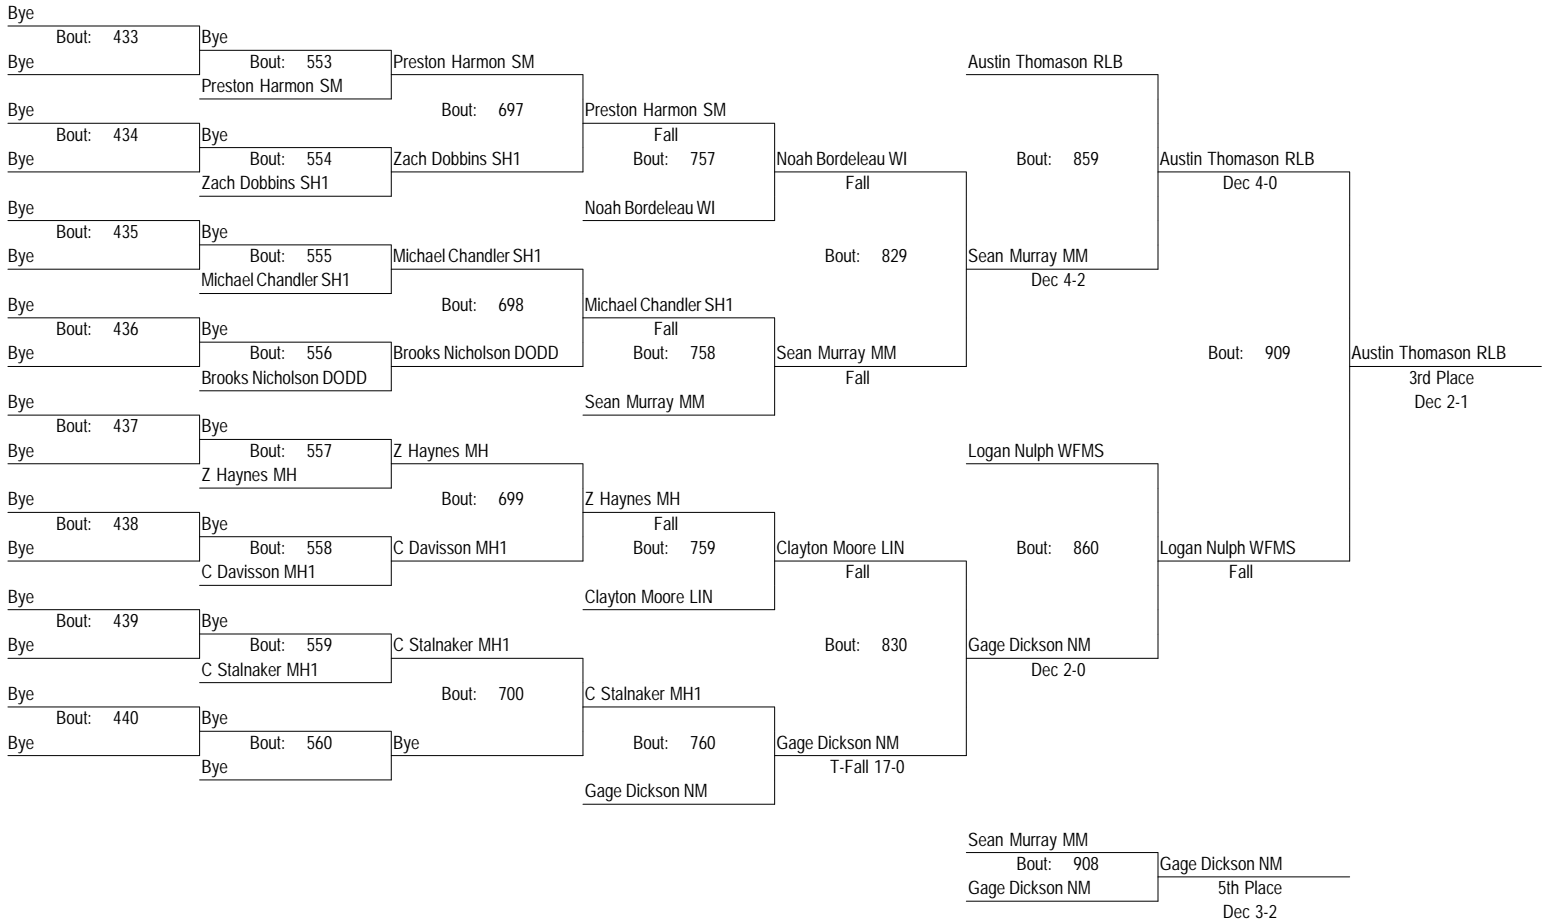 Bye
Bout: 433
Bye
Bye
Bout: 553
Preston Harmon SM
Preston Harmon SM
Austin Thomason RLB
Bye
Bout: 697
Preston Harmon SM
Fall
Bout: 434
Bye
Bye
Bout: 554
Zach Dobbins SH1
Zach Dobbins SH1
Bout: 757
Noah Bordeleau WI
Fall
Bout: 859
Austin Thomason RLB
Dec 4-0
Bye
Noah Bordeleau WI
Bout: 435
Bye
Bye
Bout: 555
Michael Chandler SH1
Michael Chandler SH1
Bout: 829
Sean Murray MM
Dec 4-2
Bye
Bout: 698
Michael Chandler SH1
Fall
Bout: 436
Bye
Bye
Bout: 556
Brooks Nicholson DODD
Brooks Nicholson DODD
Bout: 758
Sean Murray MM
Fall
Bout: 909
Austin Thomason RLB
3rd Place
Dec 2-1
Bye
Sean Murray MM
Bout: 437
Bye
Bye
Bout: 557
Z Haynes MH
Z Haynes MH
Logan Nulph WFMS
Bye
Bout: 699
Z Haynes MH
Fall
Bout: 438
Bye
Bye
Bout: 558
C Davisson MH1
C Davisson MH1
Bout: 759
Clayton Moore LIN
Fall
Bout: 860
Logan Nulph WFMS
Fall
Bye
Clayton Moore LIN
Bout: 439
Bye
Bye
Bout: 559
C Stalnaker MH1
C Stalnaker MH1
Bout: 830
Gage Dickson NM
Dec 2-0
Bye
Bout: 700
C Stalnaker MH1
Bout: 440
Bye
Bye
Bout: 560
Bye
Bye
Bout: 760
Gage Dickson NM
T-Fall 17-0
Gage Dickson NM
Sean Murray MM
Bout: 908
Gage Dickson NM
Gage Dickson NM
5th Place
Dec 3-2